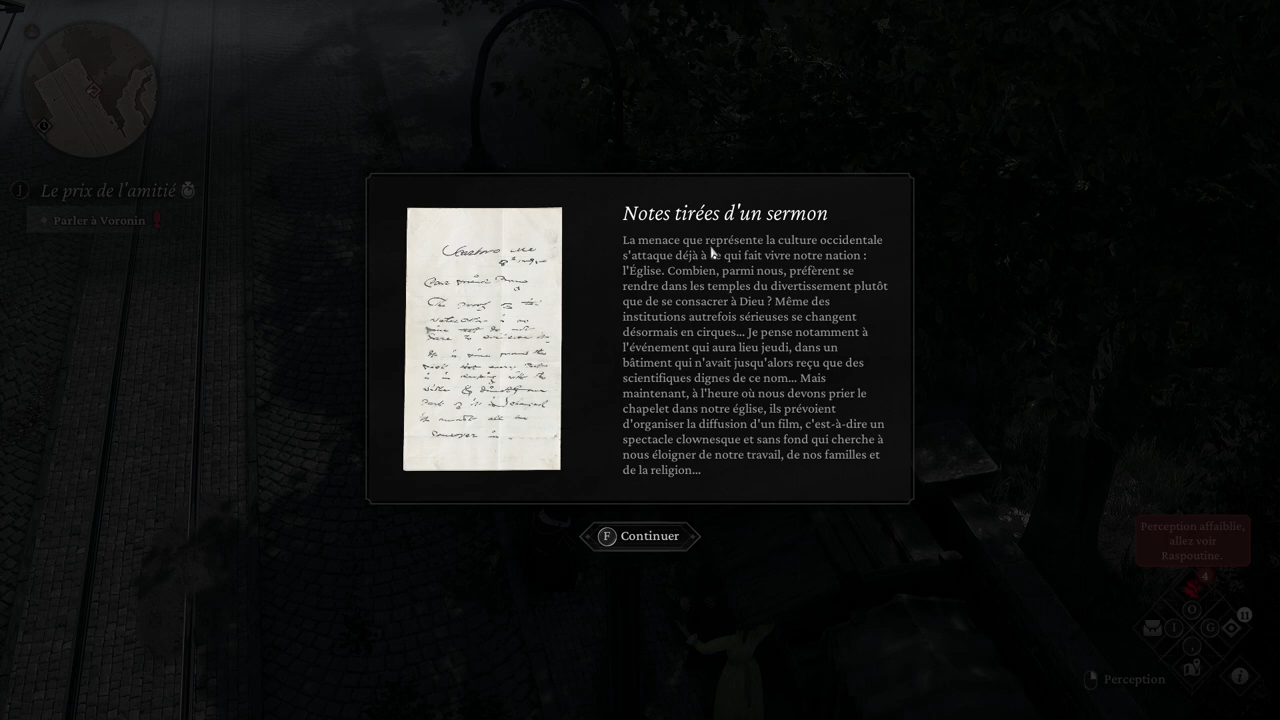 Le prix de l'amitié
Parler à Voronin
Notes tirées d'un sermon
La menace que représente la culture occidentale
s'attaque déjà à ce qui fait vivre notre nation :
l'Église. Combien, parmi nous, préfèrent se
rendre dans les temples du divertissement plutôt
que de se consacrer à Dieu ? Même des
institutions autrefois sérieuses se changent
désormais en cirques... Je pense notamment à
l'événement qui aura lieu jeudi, dans un
bâtiment qui n'avait jusqu'alors reçu que des
scientifiques dignes de ce nom... Mais
maintenant, à l'heure où nous devons prier le
chapelet dans notre église, ils prévoient
d'organiser la diffusion d'un film, c'est-à-dire un
spectacle clownesque et sans fond qui cherche à
nous éloigner de notre travail, de nos familles et
de la religion...
F Continuer
Perception affaiblie,
allez voir
Raspoutine.
4
O
11
I
G
Perception